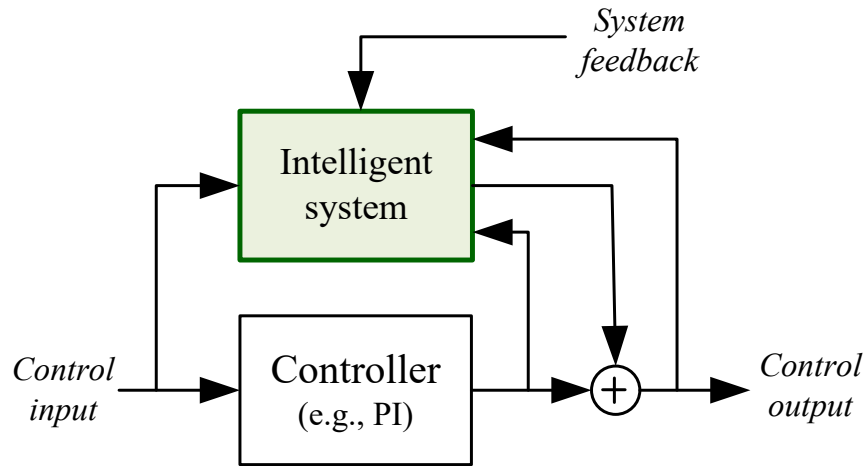 System
feedback
Intelligent
system
Control
input
Controller
(e.g., PI)
+
Control
output